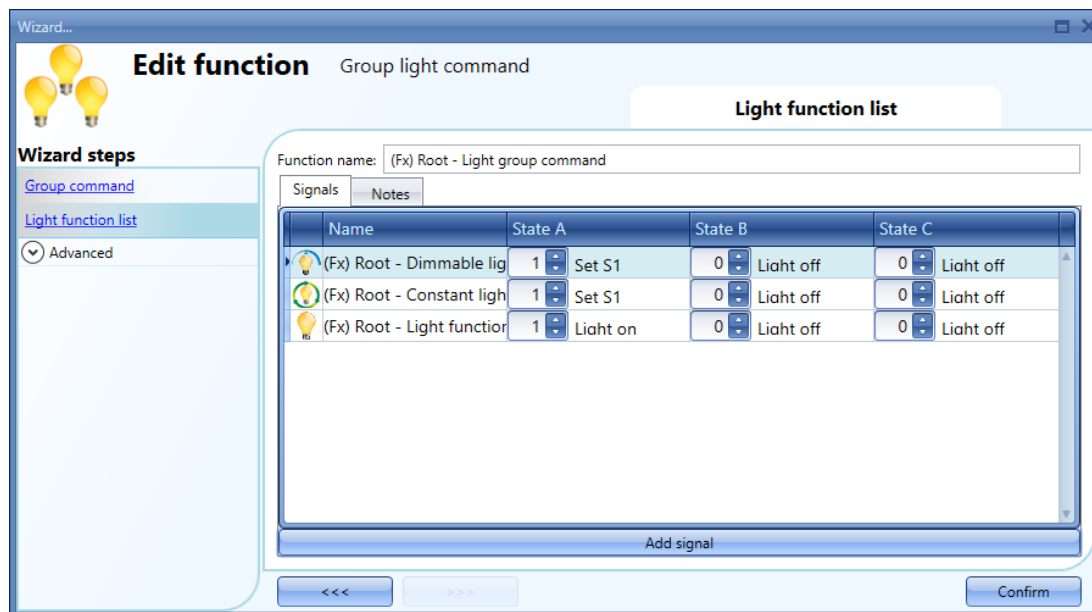 Wizard...
Edit function Group light command
Light function list
Wizard steps
Group command
Light function list
Advanced
Function name: (Fx) Root - Light group command
Signals Notes
Name State A State B State C
(Fx) Root - Dimmable lig 1 Set S1 0 Light off 0 Light off
(Fx) Root - Constant ligh 1 Set S1 0 Light off 0 Light off
(Fx) Root - Light function 1 Light on 0 Light off 0 Light off
Add signal
<<< >>> Confirm